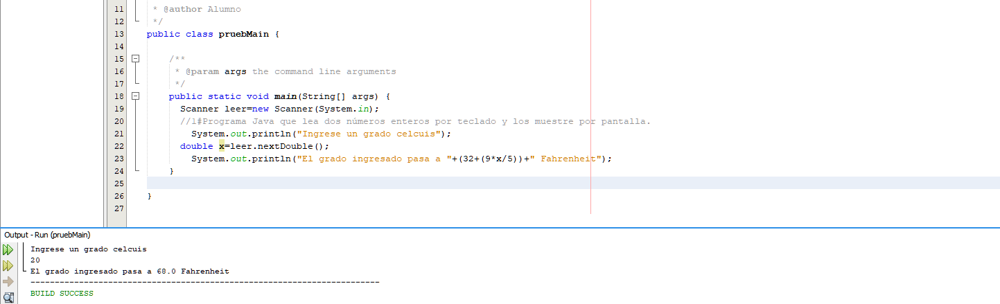 11 * @author Alumno
12 */
13 public class pruebMain {
14
15 /**
16 * @param args the command line arguments
17 */
18 public static void main(String[] args) {
19 Scanner leer=new Scanner(System.in);
20 //1#Programa Java que lea dos números enteros por teclado y los muestre por pantalla.
21 System.out.println("Ingrese un grado celcuis");
22 double x=leer.nextDouble();
23 System.out.println("El grado ingresado pasa a "+(32+(9*x/5))+" Fahrenheit");
24 }
25
26 }
27
Output - Run (pruebMain)
Ingrese un grado celcuis
20
El grado ingresado pasa a 68.0 Fahrenheit
------------------------------------------------------------------------
BUILD SUCCESS